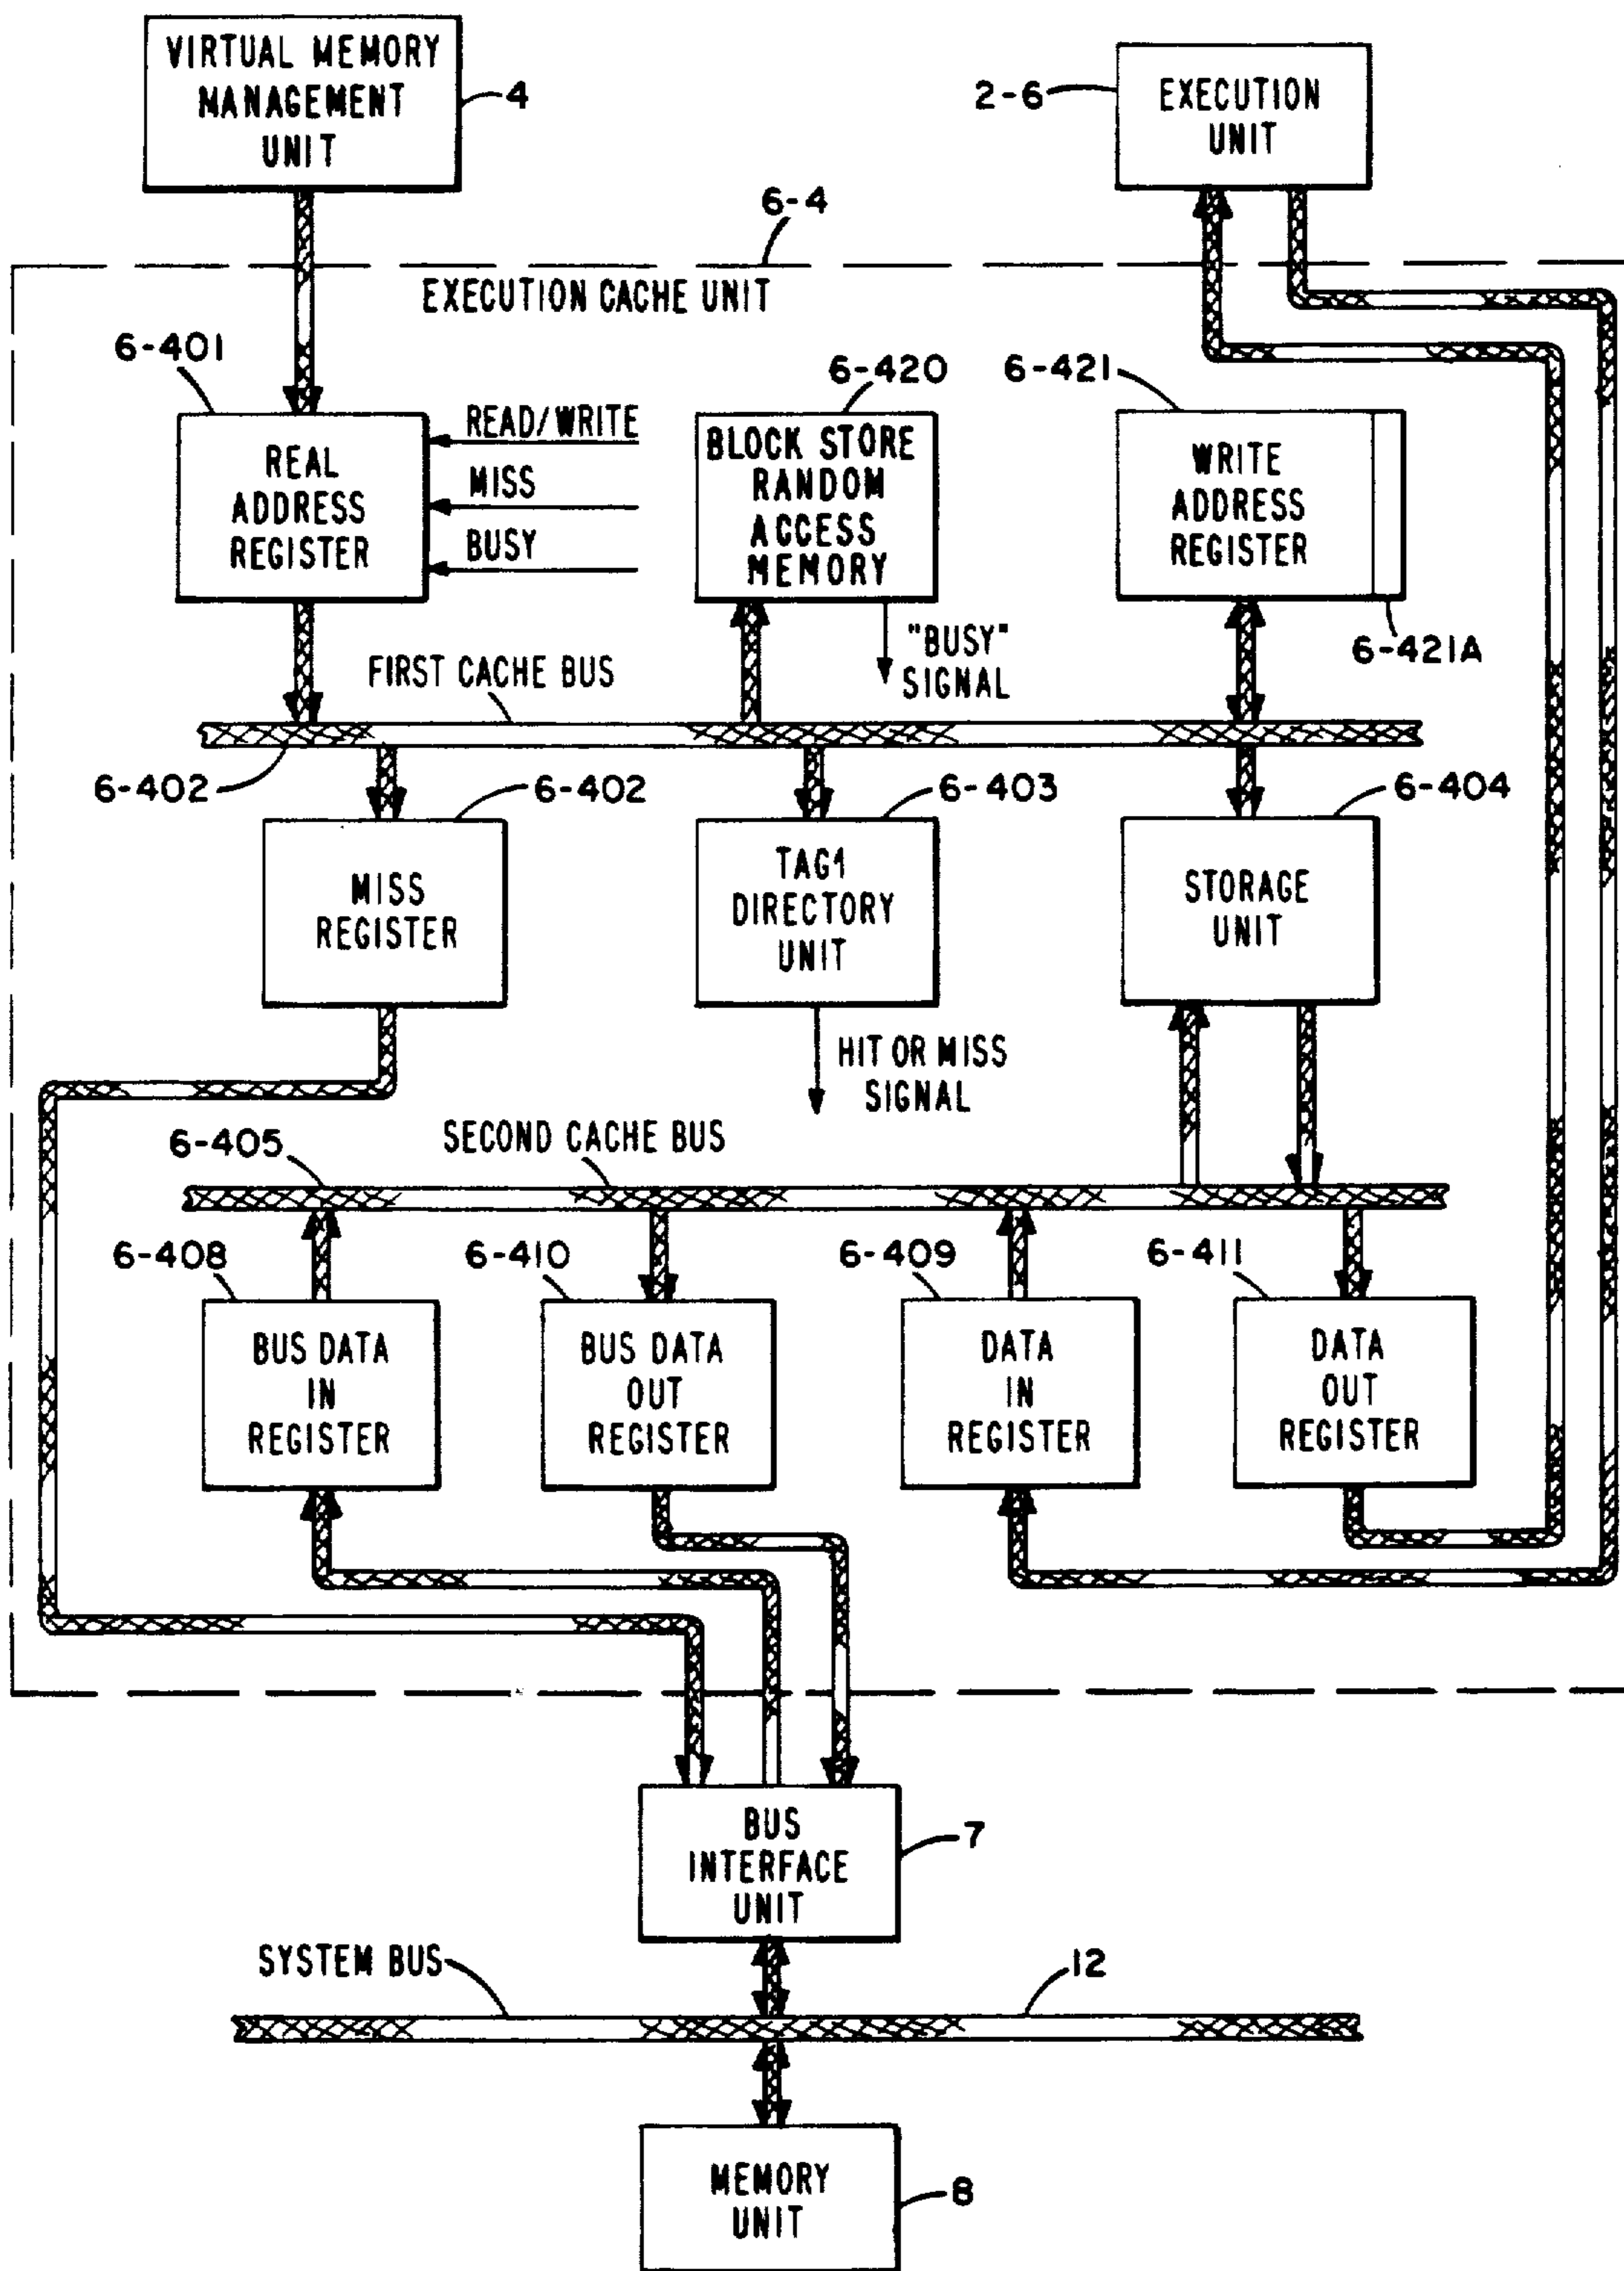 VIRTUAL MEMORY
MANAGEMENT
UNIT
4
2-6
EXECUTION
UNIT
6-4
EXECUTION CACHE UNIT
6-401
REAL
ADDRESS
REGISTER
READ/WRITE
MISS
BUSY
6-420
BLOCK STORE
RANDOM
ACCESS
MEMORY
"BUSY"
SIGNAL
6-421
WRITE
ADDRESS
REGISTER
6-421A
FIRST CACHE BUS
6-402
6-402
MISS
REGISTER
6-403
TAG1
DIRECTORY
UNIT
HIT OR MISS
SIGNAL
6-404
STORAGE
UNIT
6-405
SECOND CACHE BUS
6-408
BUS DATA
IN
REGISTER
6-410
BUS DATA
OUT
REGISTER
6-409
DATA
IN
REGISTER
6-411
DATA
OUT
REGISTER
BUS
INTERFACE
UNIT
7
SYSTEM BUS
12
MEMORY
UNIT
8